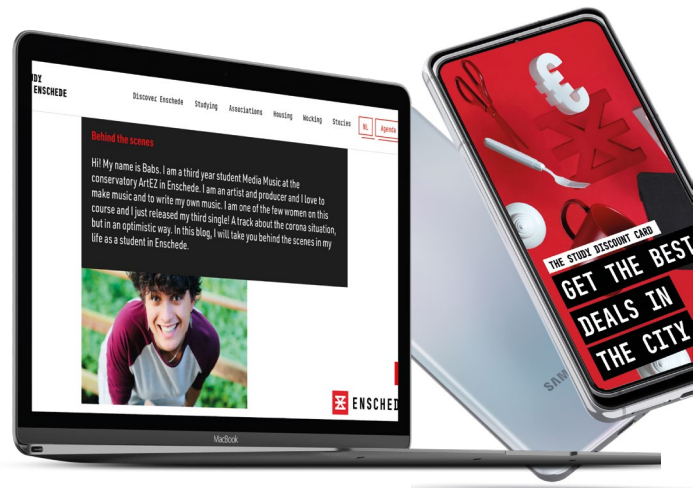 UDY
ENSCHEDE
Discover Enschede Studying Associations Housing Working Stories NL Agenda
Behind the scenes
Hi! My name is Babs. I am a third year student Media Music at the
conservatory ArtEZ in Enschede. I am an artist and producer and I love to
make music and to write my own music. I am one of the few women on this
course and I just released my third single! A track about the corona situation,
but in an optimistic way. In this blog, I will take you behind the scenes in my
life as a student in Enschede.
ENSCHED
MacBook
SAM
THE STUDY DISCOUNT CARD
GET THE BEST
DEALS IN
THE CITY